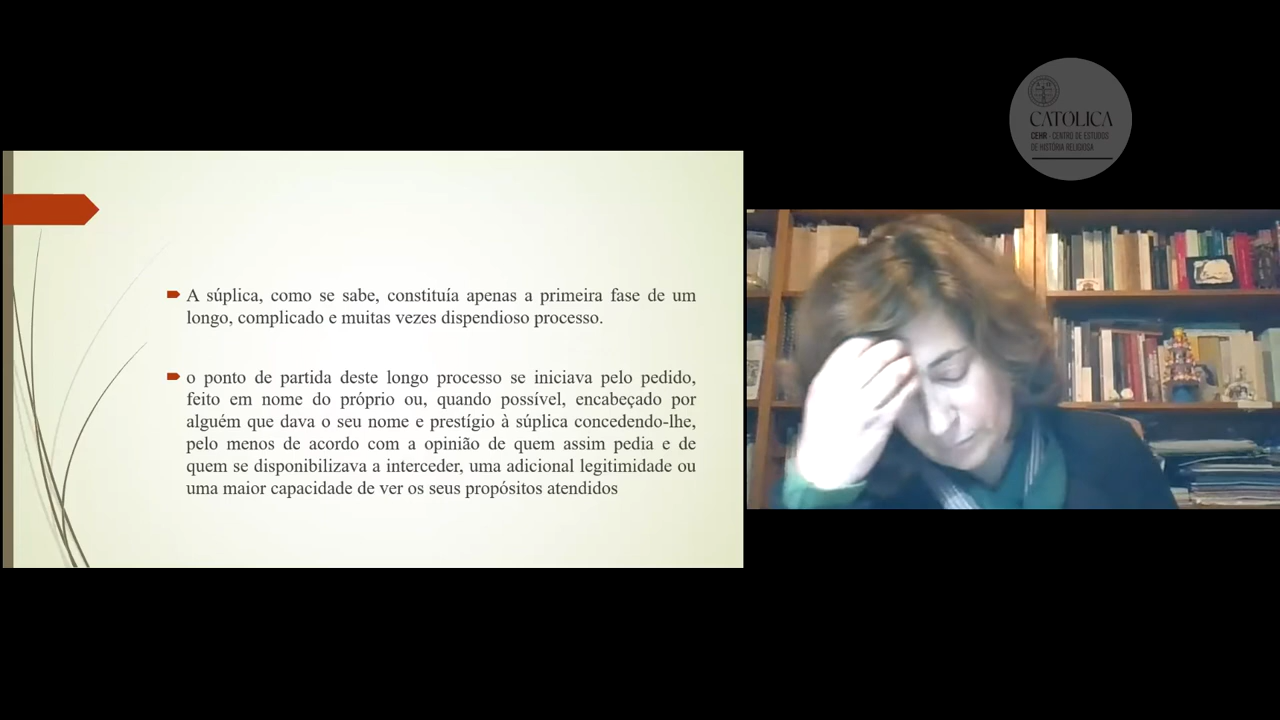 CATOLICA
CEHR - CENTRO DE ESTUDOS
DE HISTÓRIA RELIGIOSA
A súplica, como se sabe, constituía apenas a primeira fase de um
longo, complicado e muitas vezes dispendioso processo.
o ponto de partida deste longo processo se iniciava pelo pedido,
feito em nome do próprio ou, quando possível, encabeçado por
alguém que dava o seu nome e prestígio à súplica concedendo-lhe,
pelo menos de acordo com a opinião de quem assim pedia e de
quem se disponibilizava a interceder, uma adicional legitimidade ou
uma maior capacidade de ver os seus propósitos atendidos